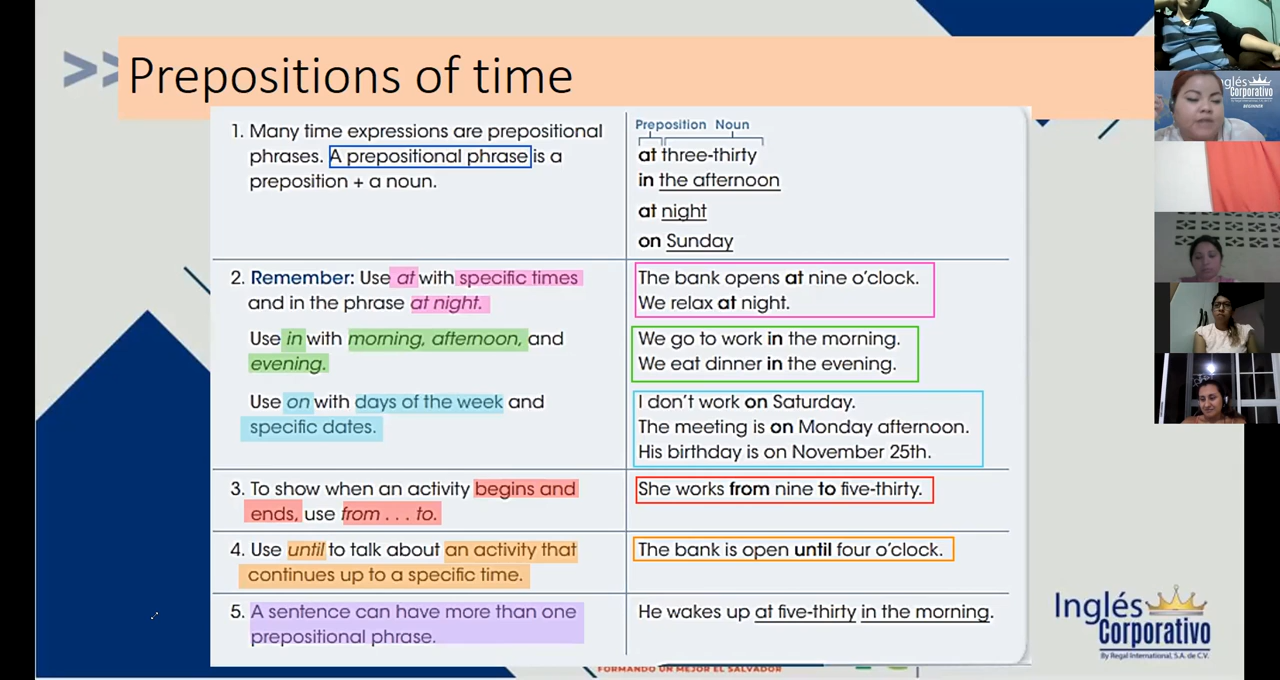 >> Prepositions of time
1. Many time expressions are prepositional
phrases. A prepositional phrase is a
preposition + a noun.
Preposition Noun
at three-thirty
in the afternoon
at night
on Sunday
2. Remember: Use at with specific times
and in the phrase at night.
The bank opens at nine o'clock.
We relax at night.
Use in with morning, afternoon, and
evening.
We go to work in the morning.
We eat dinner in the evening.
Use on with days of the week and
specific dates.
I don't work on Saturday.
The meeting is on Monday afternoon.
His birthday is on November 25th.
3. To show when an activity begins and
ends, use from . . . to.
She works from nine to five-thirty.
4. Use until to talk about an activity that
continues up to a specific time.
The bank is open until four o'clock.
5. A sentence can have more than one
prepositional phrase.
He wakes up at five-thirty in the morning.
FORMANDO UN MEJOR EL SALVADOR
Inglés
Corporativo
By Regal International, S.A. de C.V.
Inglés
Corporativo
BEGINNER